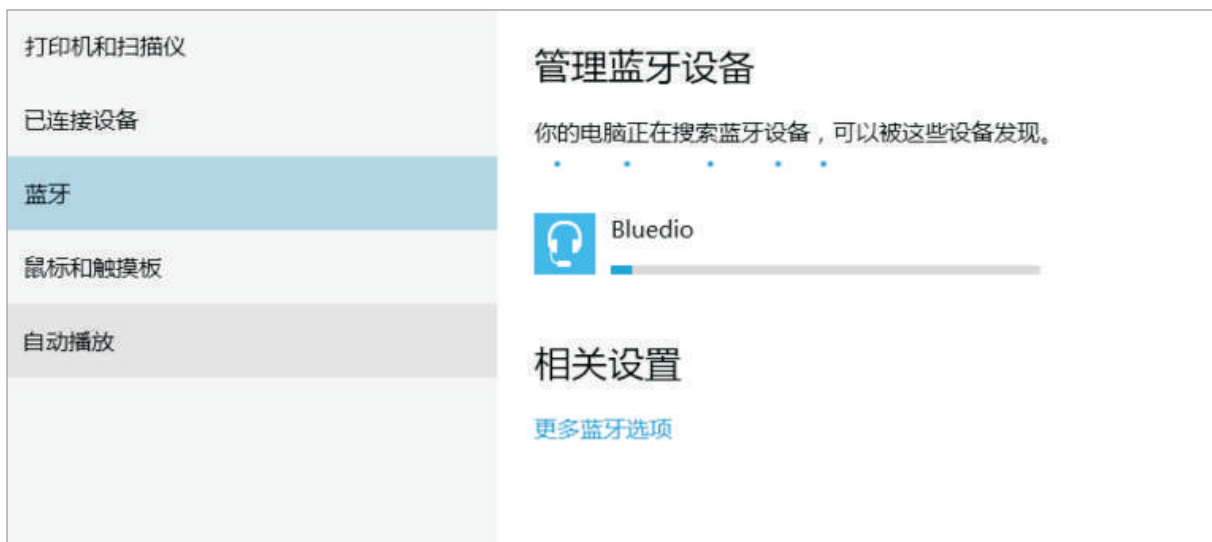 打印机和扫描仪
已连接设备
蓝牙
鼠标和触摸板
自动播放
管理蓝牙设备
你的电脑正在搜索蓝牙设备，可以被这些设备发现。
Bluedio
相关设置
更多蓝牙选项